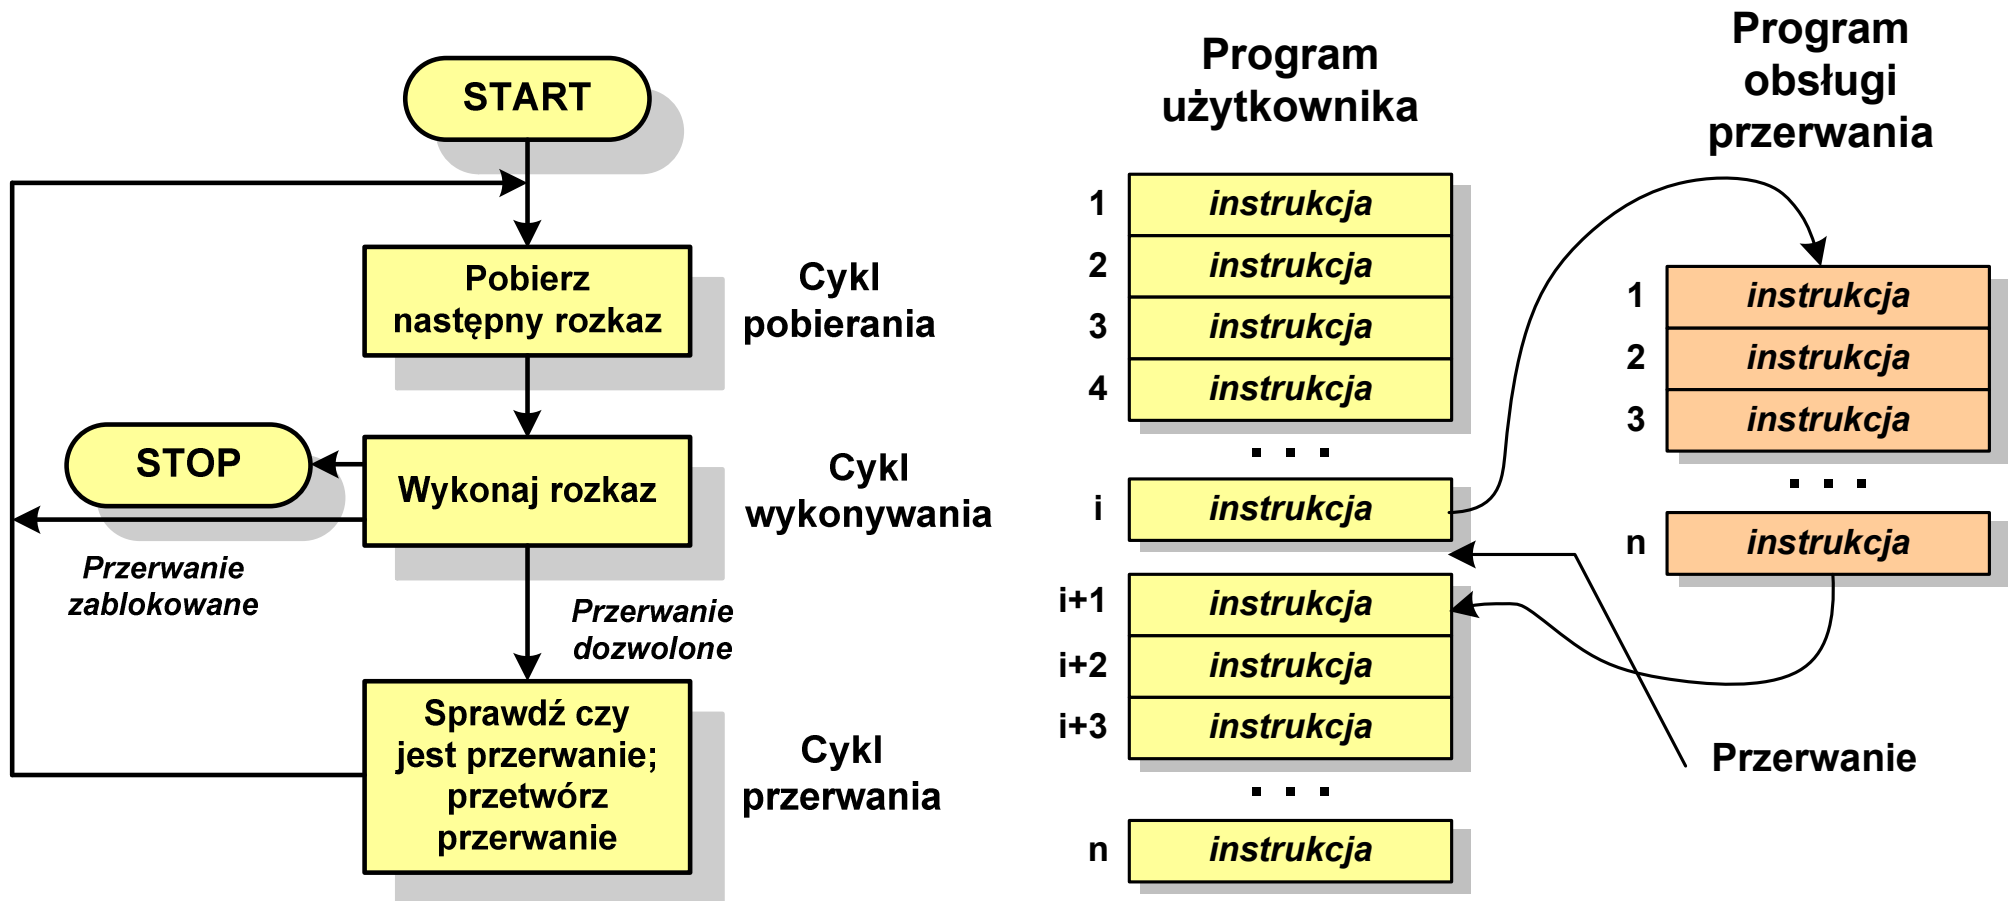 START
Pobierz
następny rozkaz
Cykl
pobierania
STOP
Wykonaj rozkaz
Cykl
wykonywania
Przerwanie
zablokowane
Przerwanie
dozwolone
Sprawdź czy
jest przerwanie;
przetwórz
przerwanie
Cykl
przerwania
Program
użytkownika
1 instrukcja
2 instrukcja
3 instrukcja
4 instrukcja
. . .
i instrukcja
i+1 instrukcja
i+2 instrukcja
i+3 instrukcja
. . .
n instrukcja
Program
obsługi
przerwania
1 instrukcja
2 instrukcja
3 instrukcja
. . .
n instrukcja
Przerwanie